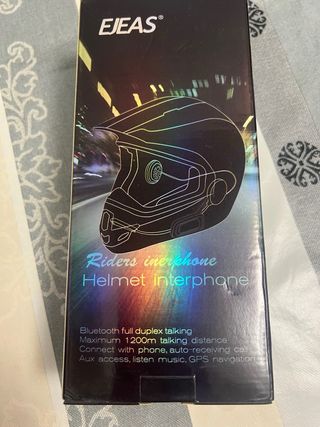 EJEAS®
Riders inerphone
Helmet interphone
Bluetooth full duplex talking
Maximum 1200m talking distance
Connect with phone, auto-receiving call
Aux access, listen music, GPS navigation